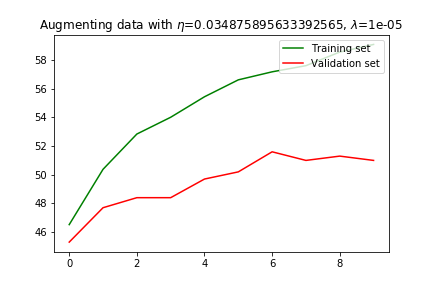 Augmenting data with η=0.034875895633392565, λ=1e-05
Training set
Validation set
58
56
54
52
50
48
46
0 2 4 6 8